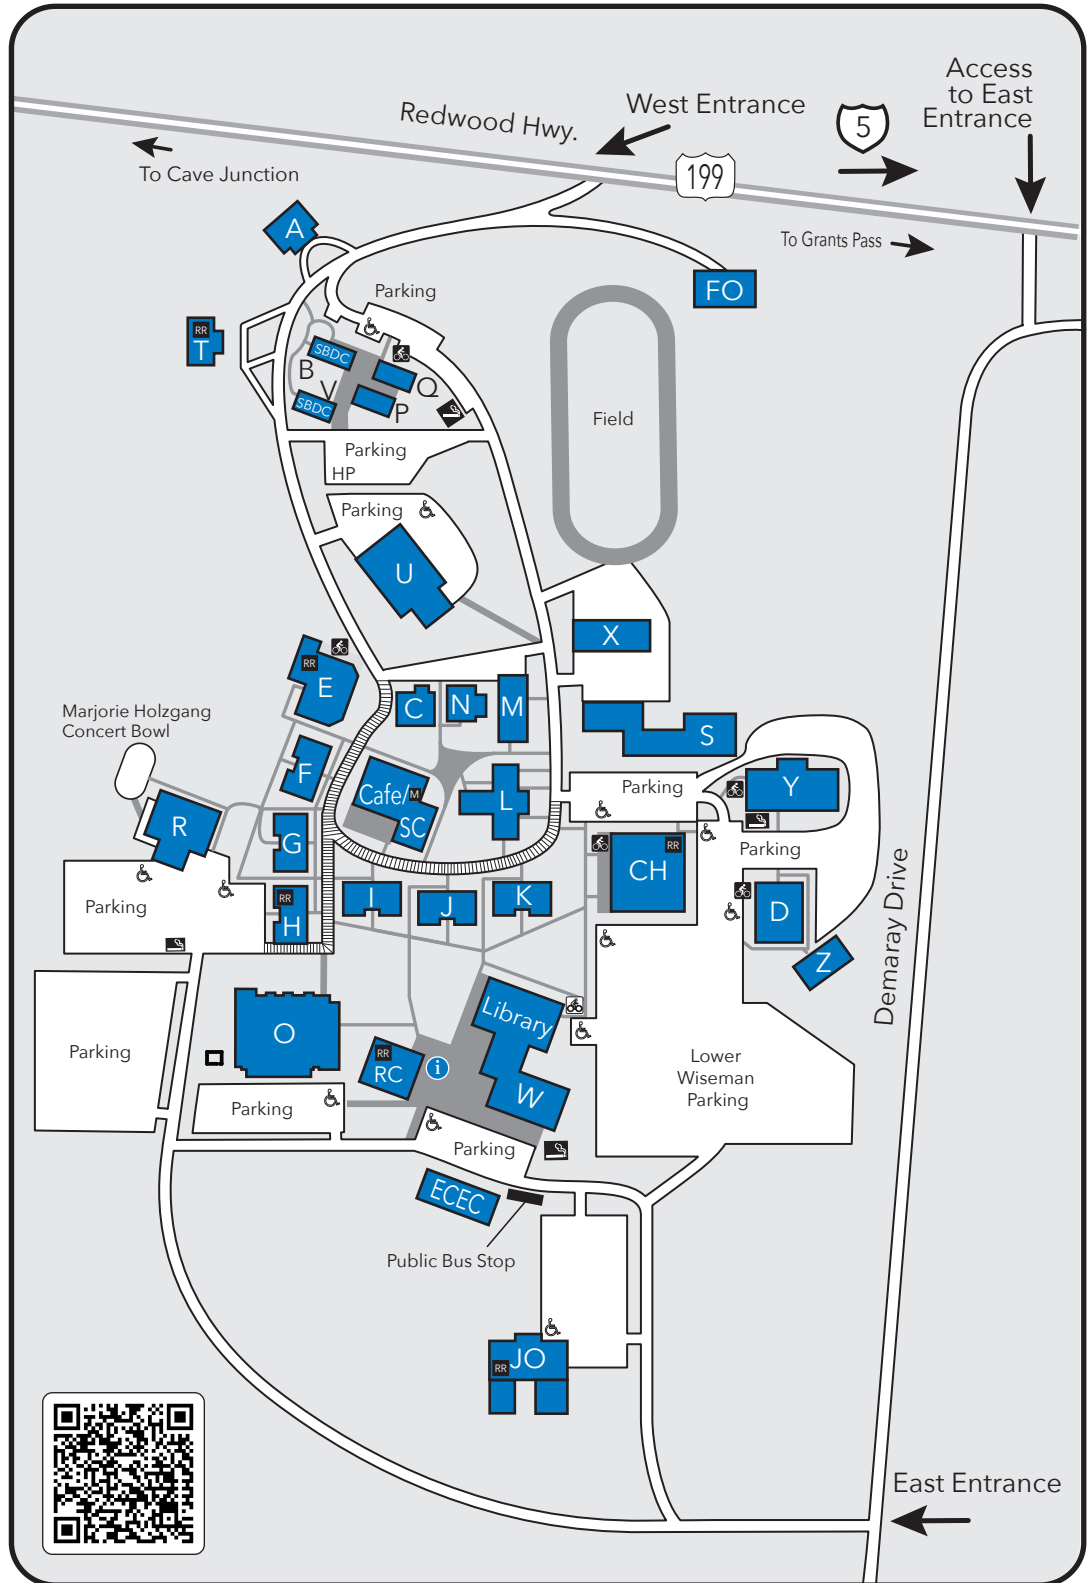 Access
to East
Entrance
West Entrance
Redwood Hwy.
5
199
To Cave Junction
To Grants Pass
A
FO
Parking
RR
T
SBDC
B
V
Q
SBDC
P
Field
Parking
HP
Parking
U
X
RR
E
C
N
M
S
Marjorie Holzgang
Concert Bowl
F
Cafe/
M
SC
L
Parking
Y
R
G
RR
CH
Parking
Parking
RR
H
I
J
K
D
Z
Demaray Drive
Library
O
Parking
RR
RC
i
W
Lower
Wiseman
Parking
Parking
Parking
ECEC
Public Bus Stop
RR
JO
East Entrance